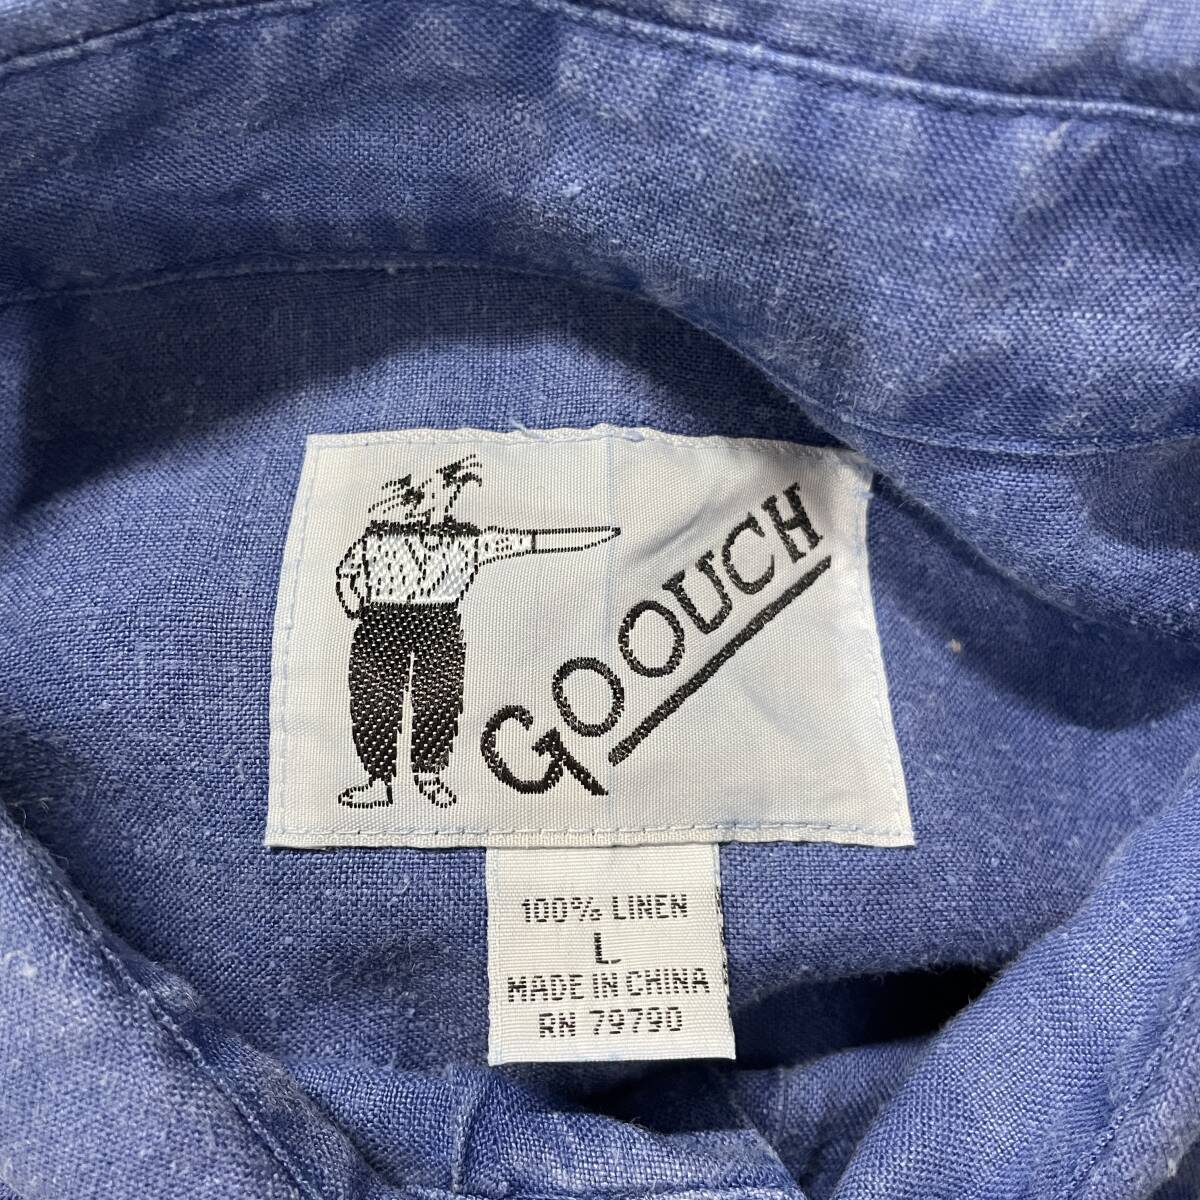 GOOUCH
100% LINEN
L
MADE IN CHINA
RN 79790